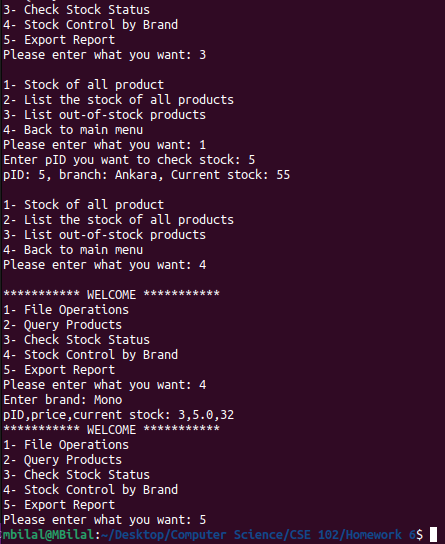 3- Check Stock Status
4- Stock Control by Brand
5- Export Report
Please enter what you want: 3

1- Stock of all product
2- List the stock of all products
3- List out-of-stock products
4- Back to main menu
Please enter what you want: 1
Enter pID you want to check stock: 5
pID: 5, branch: Ankara, Current stock: 55

1- Stock of all product
2- List the stock of all products
3- List out-of-stock products
4- Back to main menu
Please enter what you want: 4

*********** WELCOME ***********
1- File Operations
2- Query Products
3- Check Stock Status
4- Stock Control by Brand
5- Export Report
Please enter what you want: 4
Enter brand: Mono
pID,price,current stock: 3,5.0,32
*********** WELCOME ***********
1- File Operations
2- Query Products
3- Check Stock Status
4- Stock Control by Brand
5- Export Report
Please enter what you want: 5
mbilal@MBilal:~/Desktop/Computer Science/CSE 102/Homework 6$